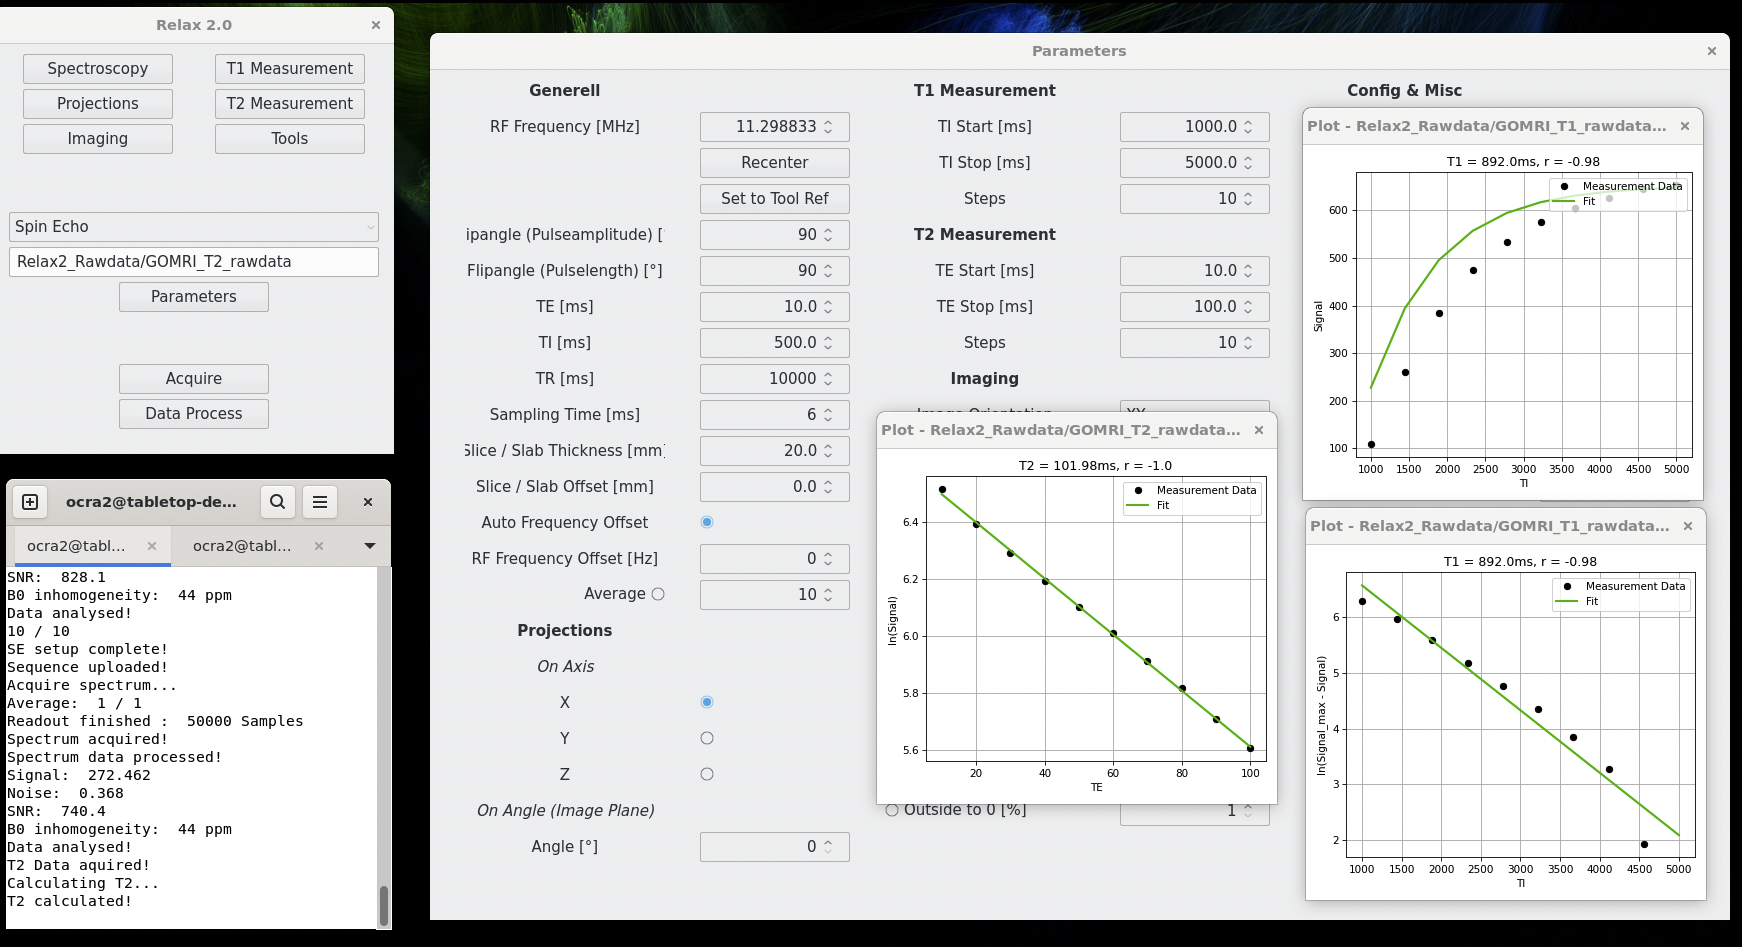 Relax 2.0
×
Spectroscopy
T1 Measurement
Projections
T2 Measurement
Imaging
Tools
Spin Echo
Relax2_Rawdata/GOMRI_T2_rawdata
Parameters
Acquire
Data Process
ocra2@tabletop-de...
×
ocra2@tabl...
×
ocra2@tabl...
×
SNR:  828.1
B0 inhomogeneity:  44 ppm
Data analysed!
10 / 10
SE setup complete!
Sequence uploaded!
Acquire spectrum...
Average:  1 / 1
Readout finished :  50000 Samples
Spectrum acquired!
Spectrum data processed!
Signal:  272.462
Noise:  0.368
SNR:  740.4
B0 inhomogeneity:  44 ppm
Data analysed!
T2 Data aquired!
Calculating T2...
T2 calculated!
Parameters
×
Generell
RF Frequency [MHz]
11.298833
Recenter
Set to Tool Ref
ipangle (Pulseamplitude) [
90
Flipangle (Pulselength) [°]
90
TE [ms]
10.0
TI [ms]
500.0
TR [ms]
10000
Sampling Time [ms]
6
Slice / Slab Thickness [mm]
20.0
Slice / Slab Offset [mm]
0.0
Auto Frequency Offset
RF Frequency Offset [Hz]
0
Average
10
Projections
On Axis
X
Y
Z
On Angle (Image Plane)
Angle [°]
0
T1 Measurement
TI Start [ms]
1000.0
TI Stop [ms]
5000.0
Steps
10
T2 Measurement
TE Start [ms]
10.0
TE Stop [ms]
100.0
Steps
10
Imaging
Image Orientation
XY
Outside to 0 [%]
1
Config & Misc
Plot - Relax2_Rawdata/GOMRI_T2_rawdata...
×
T2 = 101.98ms, r = -1.0
Measurement Data
Fit
ln(Signal)
6.4
6.2
6.0
5.8
5.6
20
40
60
80
100
TE
Plot - Relax2_Rawdata/GOMRI_T1_rawdata...
×
T1 = 892.0ms, r = -0.98
Measurement Data
Fit
Signal
600
500
400
300
200
100
1000
1500
2000
2500
3000
3500
4000
4500
5000
TI
Plot - Relax2_Rawdata/GOMRI_T1_rawdata...
×
T1 = 892.0ms, r = -0.98
Measurement Data
Fit
ln(Signal_max - Signal)
6
5
4
3
2
1000
1500
2000
2500
3000
3500
4000
4500
5000
TI